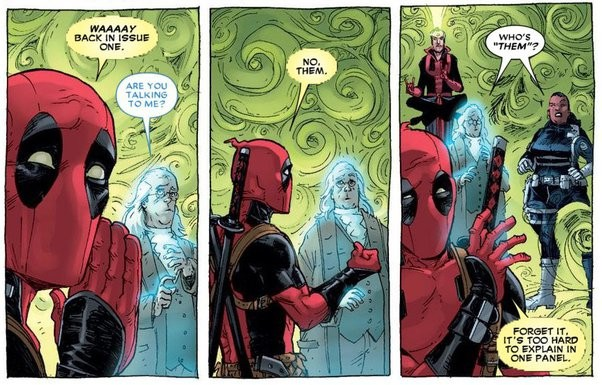 WAAAAY
BACK IN ISSUE
ONE.
ARE YOU
TALKING
TO ME?
NO,
THEM.
WHO'S
"THEM"?
FORGET IT.
IT'S TOO HARD
TO EXPLAIN IN
ONE PANEL.